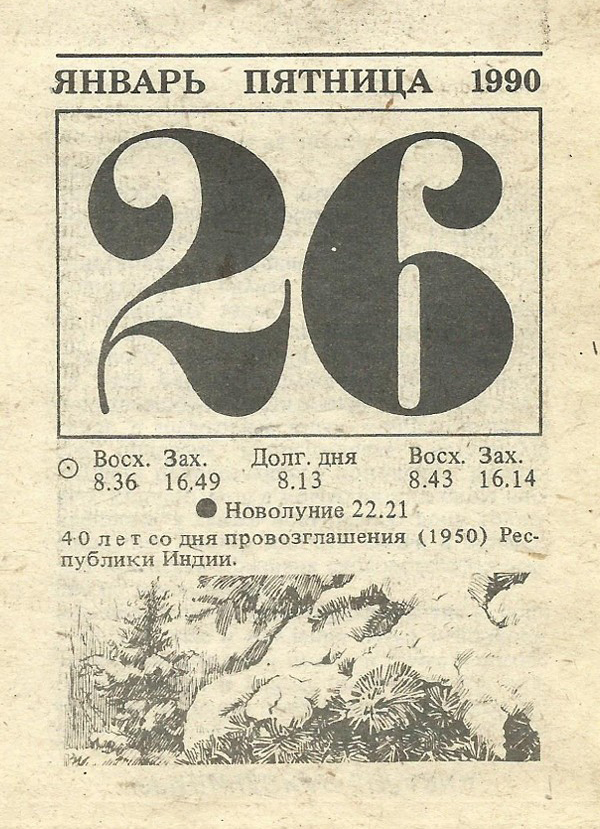 ЯНВАРЬ ПЯТНИЦА 1990
26
Восх. Зах. Долг. дня Восх. Зах.
8.36 16.49 8.13 8.43 16.14
Новолуние 22.21
40 лет со дня провозглашения (1950) Рес-
публики Индии.